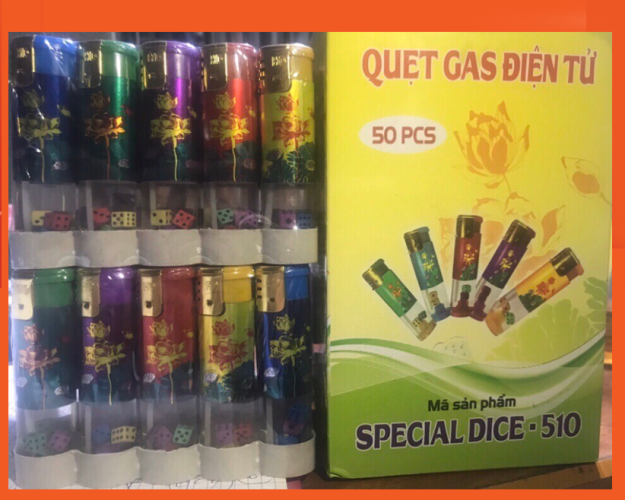 QUẸT GAS ĐIỆN TỬ
50 PCS
Mã sản phẩm
SPECIAL DICE - 510